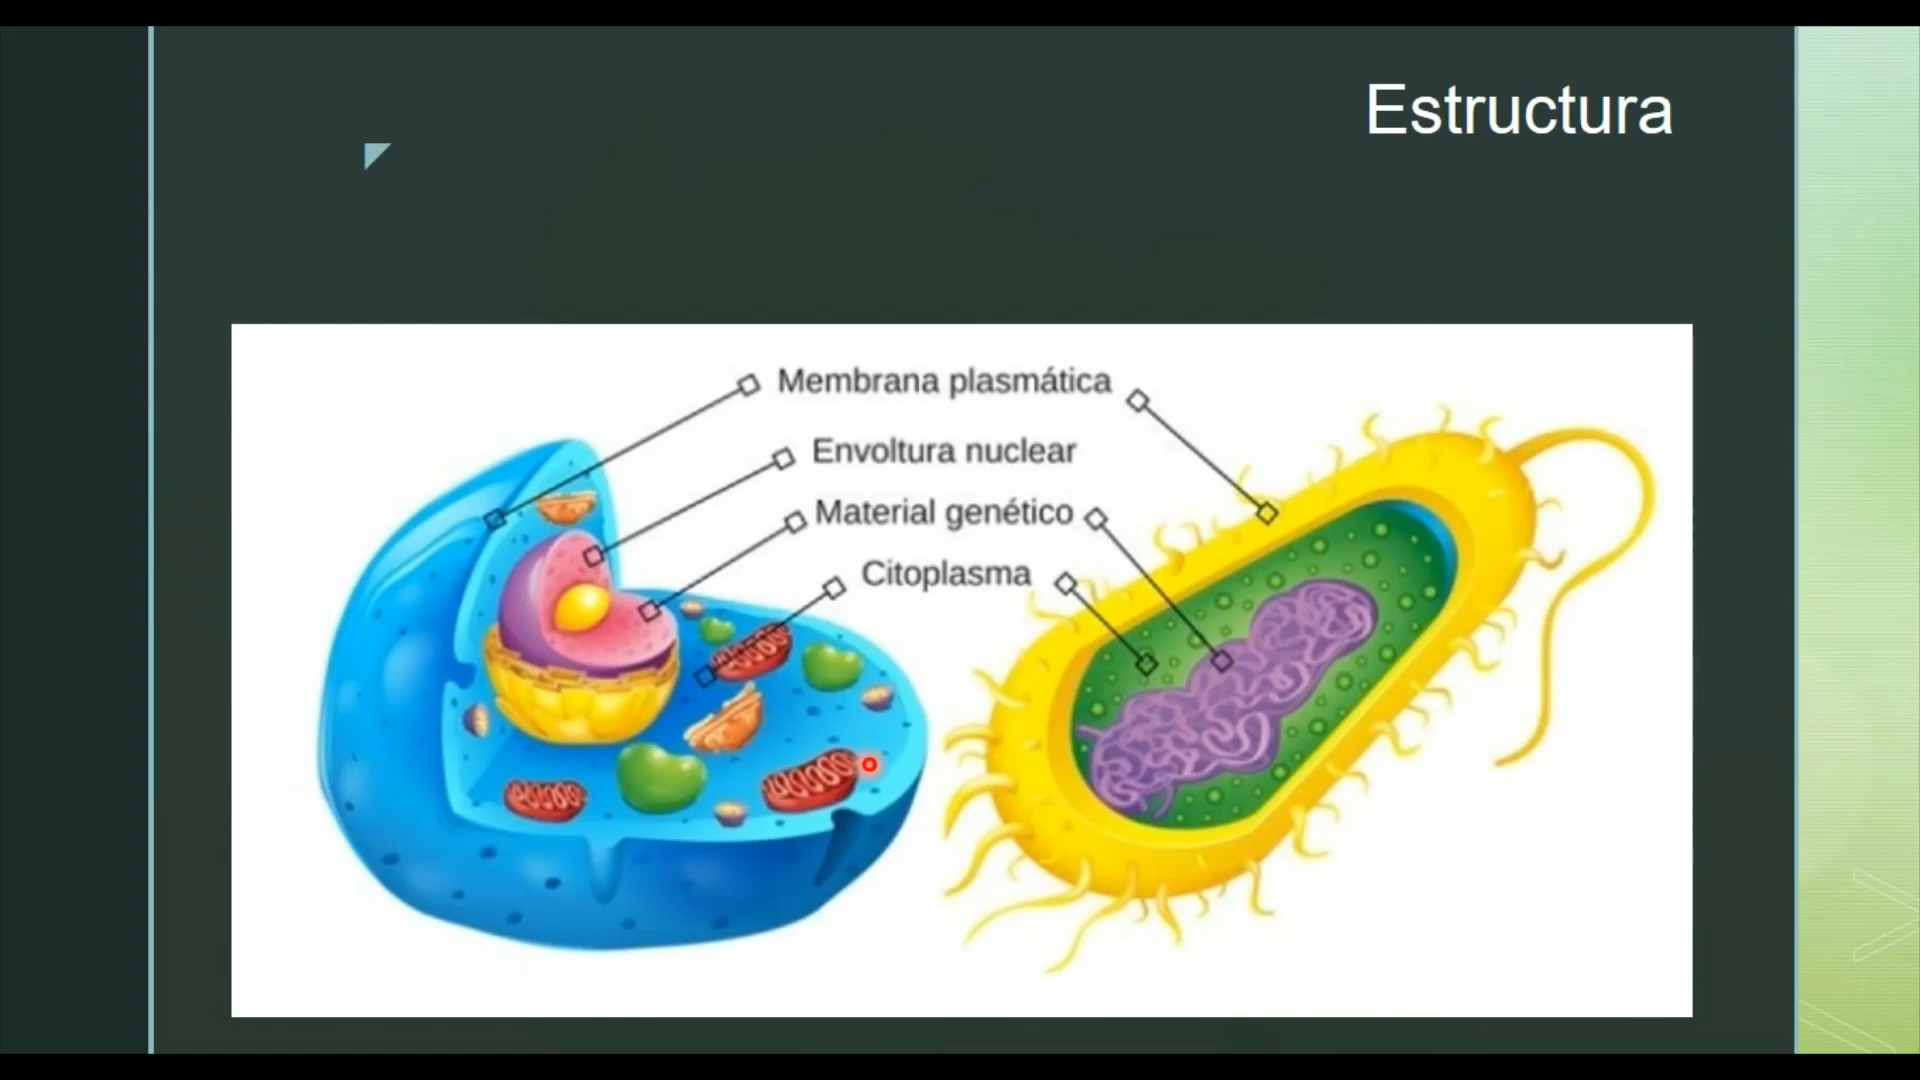 Estructura
Membrana plasmática
Envoltura nuclear
Material genético
Citoplasma